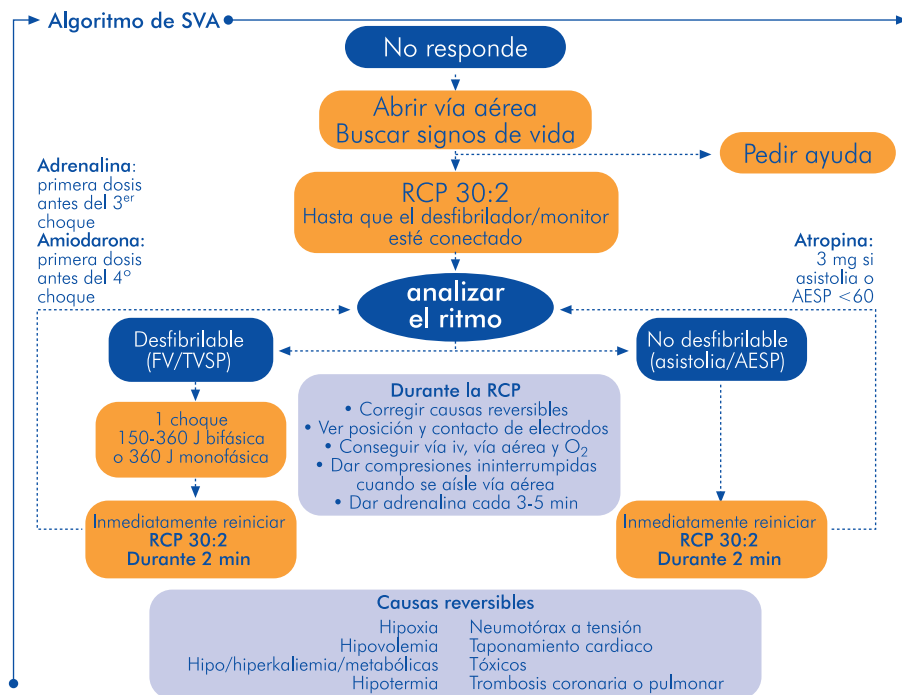 Algoritmo de SVA
No responde
Abrir vía aérea
Buscar signos de vida
Pedir ayuda
Adrenalina:
primera dosis
antes del 3er
choque
Amiodarona:
primera dosis
antes del 4º
choque
RCP 30:2
Hasta que el desfibrilador/monitor
esté conectado
Atropina:
3 mg si
asistolia o
AESP <60
analizar
el ritmo
Desfibrilable
(FV/TVSP)
No desfibrilable
(asistolia/AESP)
1 choque
150-360 J bifásica
o 360 J monofásica
Durante la RCP
• Corregir causas reversibles
• Ver posición y contacto de electrodos
• Conseguir vía iv, vía aérea y O2
• Dar compresiones ininterrumpidas
cuando se aísle vía aérea
• Dar adrenalina cada 3-5 min
Inmediatamente reiniciar
RCP 30:2
Durante 2 min
Inmediatamente reiniciar
RCP 30:2
Durante 2 min
Causas reversibles
Hipoxia Neumotórax a tensión
Hipovolemia Taponamiento cardiaco
Hipo/hiperkaliemia/metabólicas Tóxicos
Hipotermia Trombosis coronaria o pulmonar